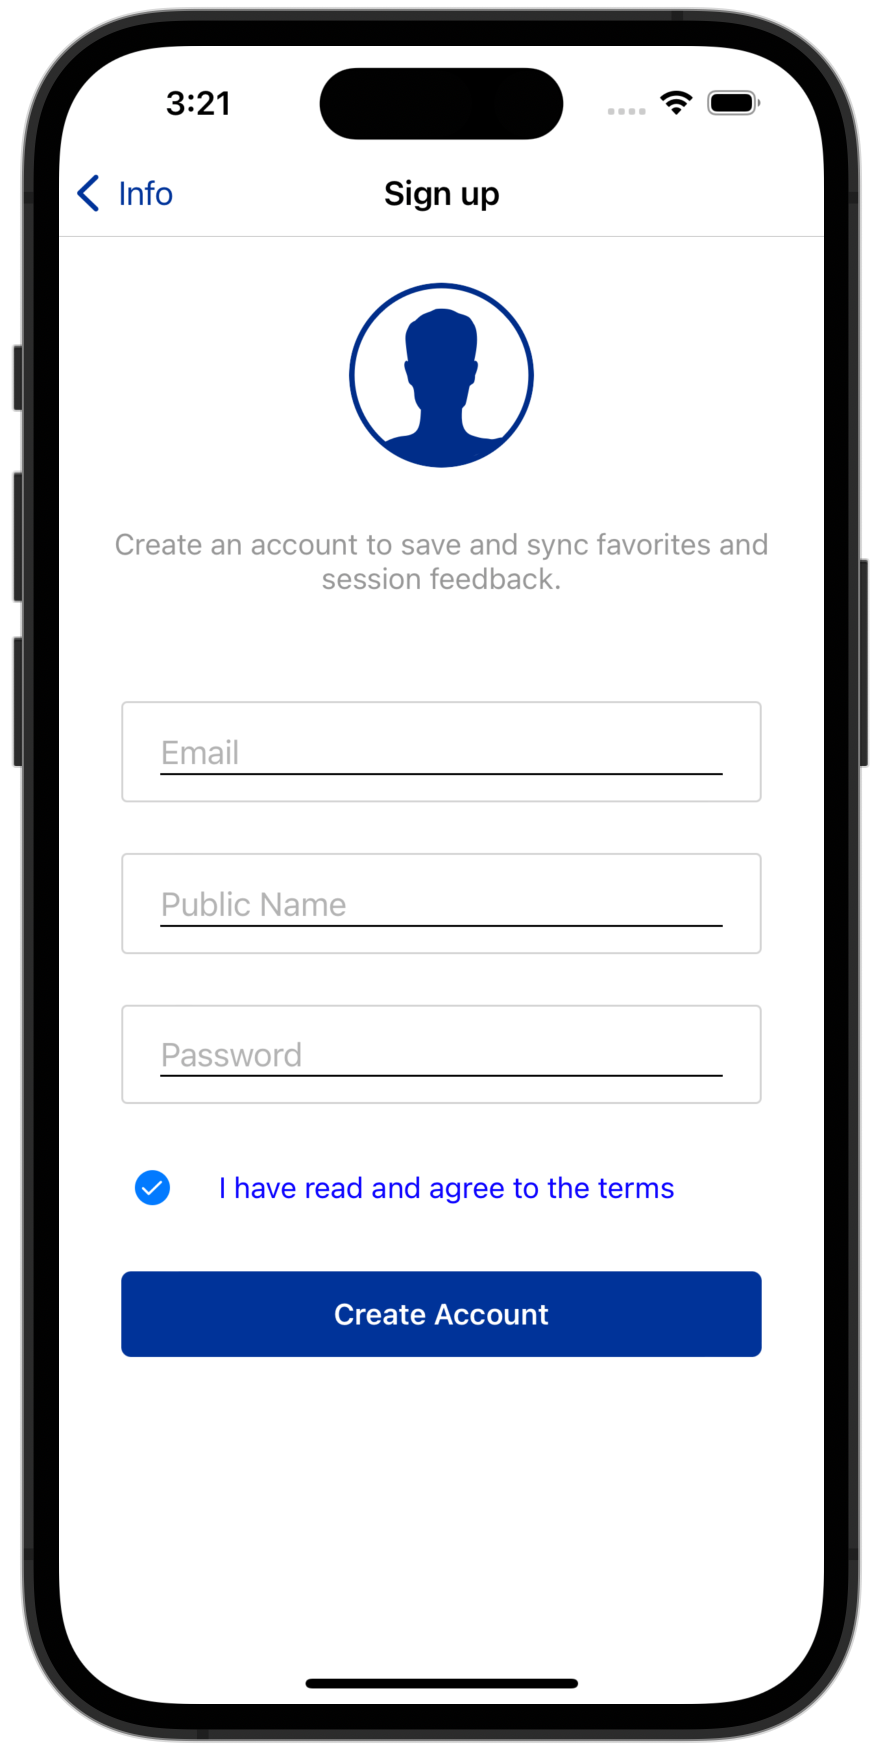 3:21
Info
Sign up
Create an account to save and sync favorites and
session feedback.
Email
Public Name
Password
I have read and agree to the terms
Create Account